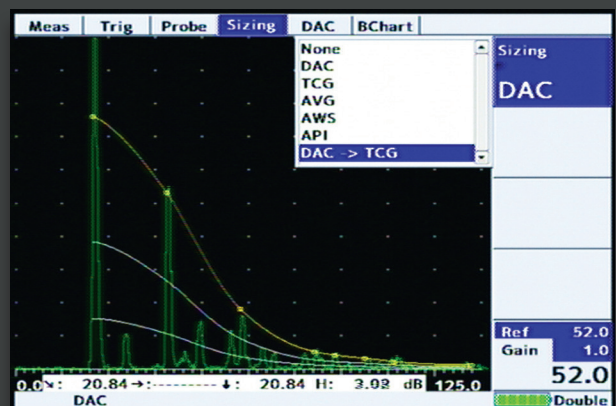 Meas Trig Probe Sizing DAC BChart
None
DAC
TCG
AVG
AWS
API
DAC -> TCG
Sizing
DAC
Ref 52.0
Gain 1.0
52.0
0.0 ↘: 20.84 →:--------- ↓: 20.84 H: 3.92 dB 125.0
DAC
Double